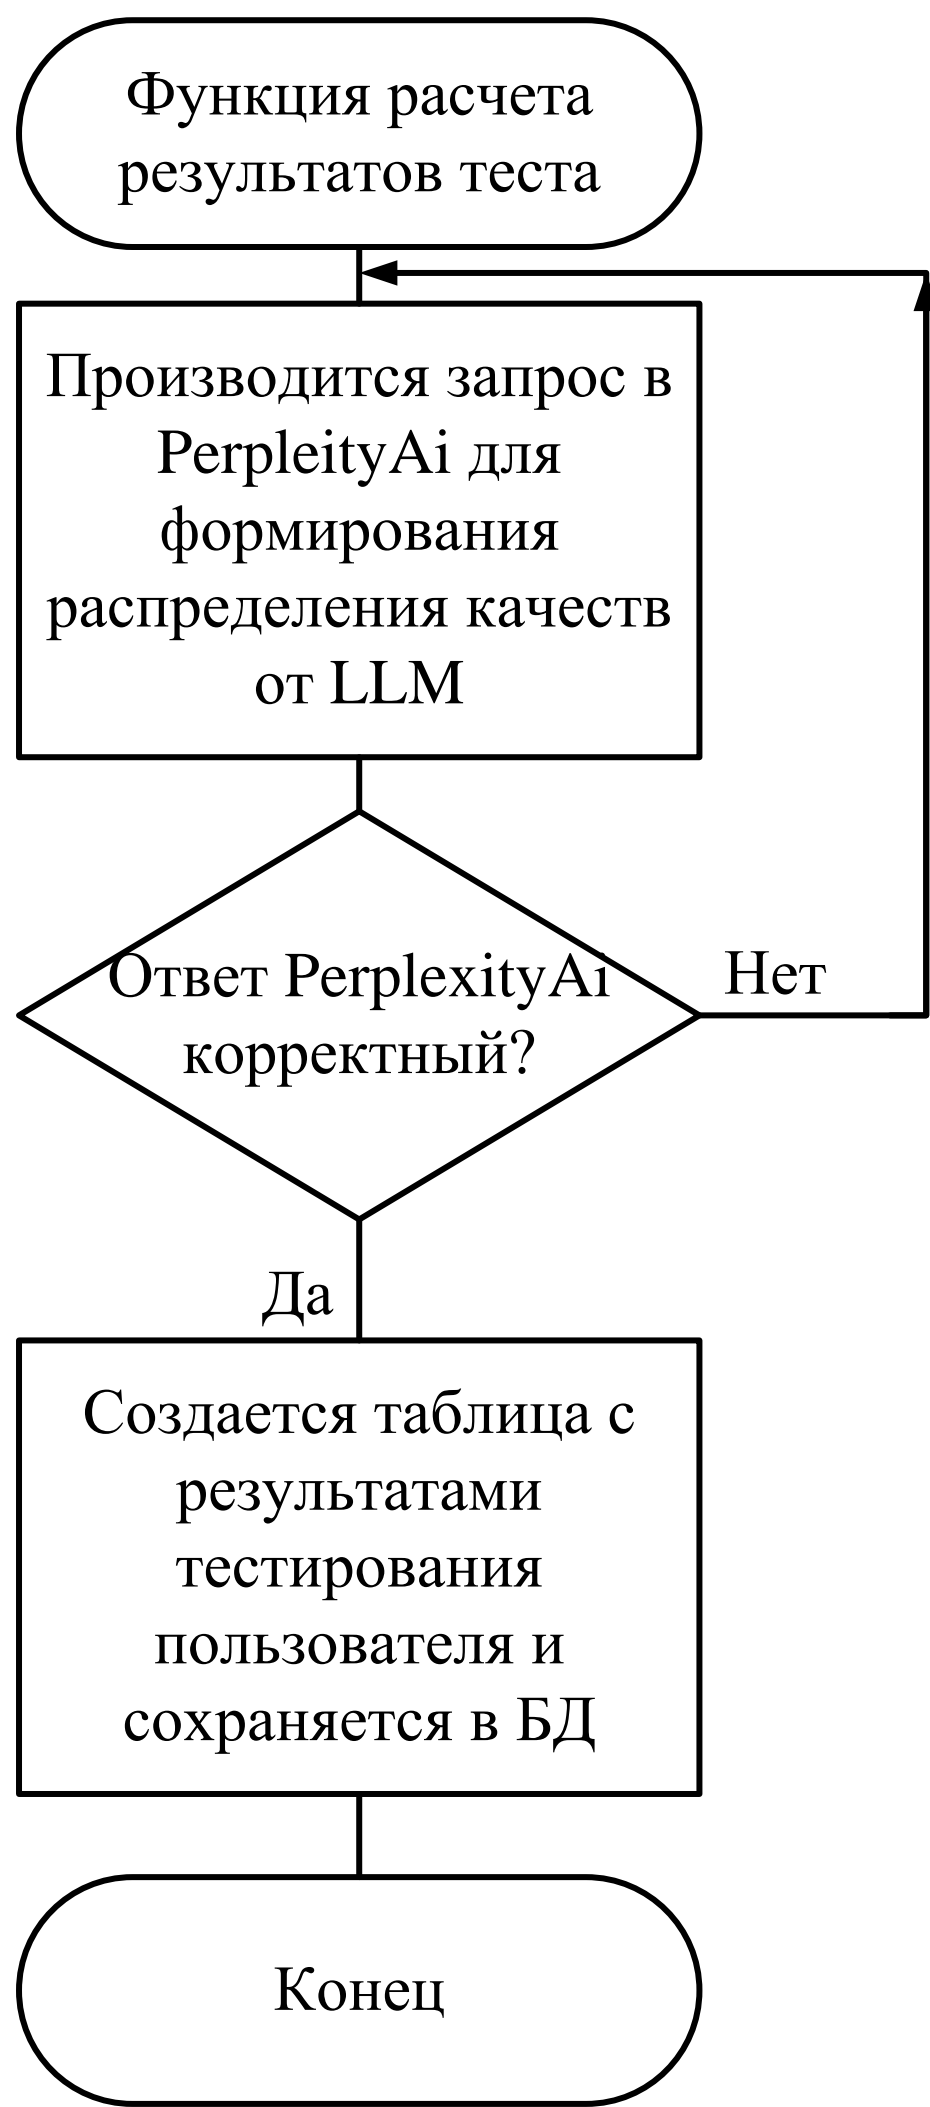 Функция расчета
результатов теста
Производится запрос в
PerpleityAi для
формирования
распределения качеств
от LLM
Ответ PerplexityAi
корректный?
Нет
Да
Создается таблица с
результатами
тестирования
пользователя и
сохраняется в БД
Конец